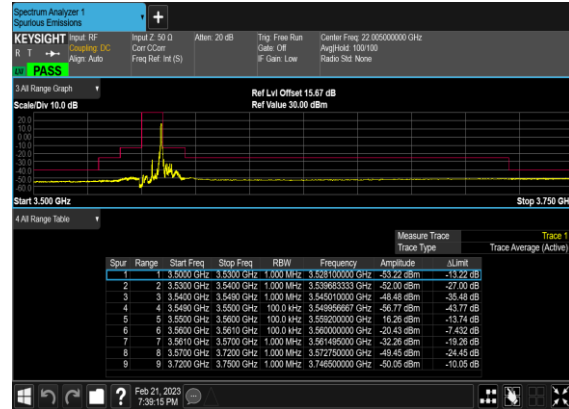 Spectrum Analyzer 1
Spurious Emissions
KEYSIGHT
R T
PASS
Input: RF
Coupling: DC
Align: Auto
Input Z: 50 Ω
Corr CCorr
Freq Ref: Int (S)
Atten: 20 dB
Trig: Free Run
Gate: Off
IF Gain: Low
Center Freq: 22.005000000 GHz
Avg|Hold: 100/100
Radio Std: None
3 All Range Graph
Scale/Div 10.0 dB
Ref Lvl Offset 15.67 dB
Ref Value 30.00 dBm
20.0
10.0
0.00
-10.0
-20.0
-30.0
-40.0
-50.0
-60.0
Start 3.500 GHz
Stop 3.750 GH
4 All Range Table
Measure Trace Trace 1
Trace Type Trace Average (Active)
Spur Range Start Freq Stop Freq RBW Frequency Amplitude ΔLimit
1 1 3.5000 GHz 3.5300 GHz 1.000 MHz 3.528100000 GHz -53.22 dBm -13.22 dB
2 2 3.5300 GHz 3.5400 GHz 1.000 MHz 3.539683333 GHz -52.00 dBm -27.00 dB
3 3 3.5400 GHz 3.5490 GHz 1.000 MHz 3.545010000 GHz -48.48 dBm -35.48 dB
4 4 3.5490 GHz 3.5500 GHz 100.0 kHz 3.549956667 GHz -56.77 dBm -43.77 dB
5 5 3.5500 GHz 3.5600 GHz 100.0 kHz 3.559200000 GHz 16.26 dBm -13.74 dB
6 6 3.5600 GHz 3.5610 GHz 100.0 kHz 3.560000000 GHz -20.43 dBm -7.432 dB
7 7 3.5610 GHz 3.5700 GHz 1.000 MHz 3.561495000 GHz -32.26 dBm -19.26 dB
8 8 3.5700 GHz 3.7200 GHz 1.000 MHz 3.572750000 GHz -49.45 dBm -24.45 dB
9 9 3.7200 GHz 3.7500 GHz 1.000 MHz 3.746500000 GHz -50.05 dBm -10.05 dB
Feb 21, 2023
7:39:15 PM